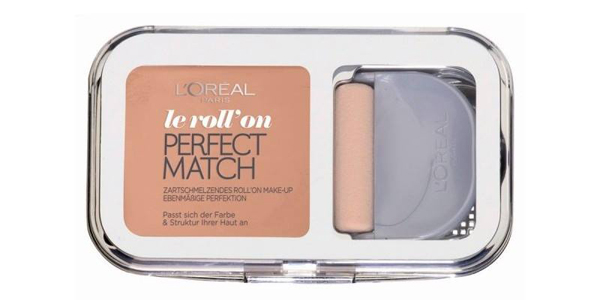 L'ORÉAL
PARIS
le roll'on
PERFECT
MATCH
ZARTSCHMELZENDES ROLL'ON MAKE-UP
EBENMÄßIGE PERFEKTION
Passt sich der Farbe
& Struktur Ihrer Haut an
L'ORÉAL